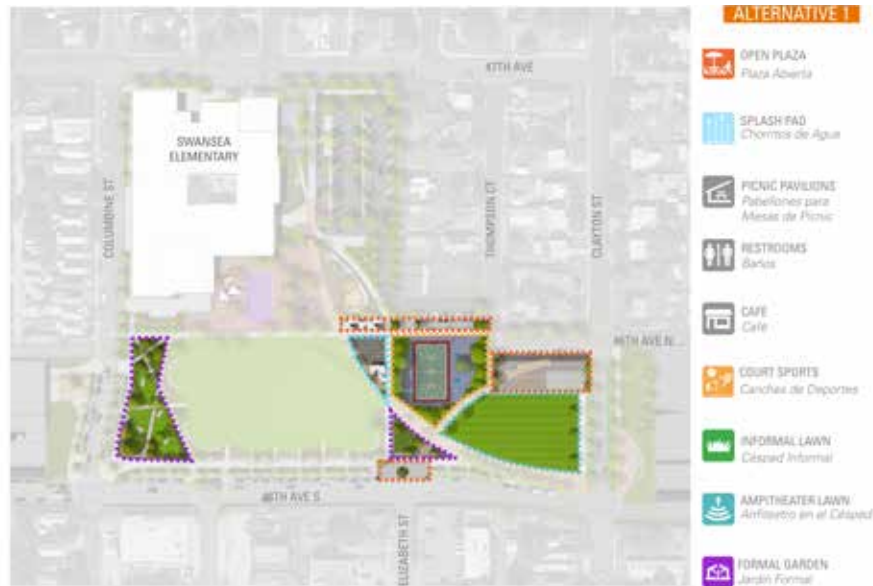 ALTERNATIVE 1
47TH AVE
SWANSEA
ELEMENTARY
COLUMBINE ST
THOMPSON CT
CLAYTON ST
46TH AVE N.
46TH AVE S
ELIZABETH ST
OPEN PLAZA
Plaza Abierta
SPLASH PAD
Chorritos de Agua
PICNIC PAVILIONS
Pabellones para
Mesas de Picnic
RESTROOMS
Baños
CAFE
Café
COURT SPORTS
Canchas de Deportes
INFORMAL LAWN
Césped Informal
AMPITHEATER LAWN
Anfiteatro en el Césped
FORMAL GARDEN
Jardín Formal